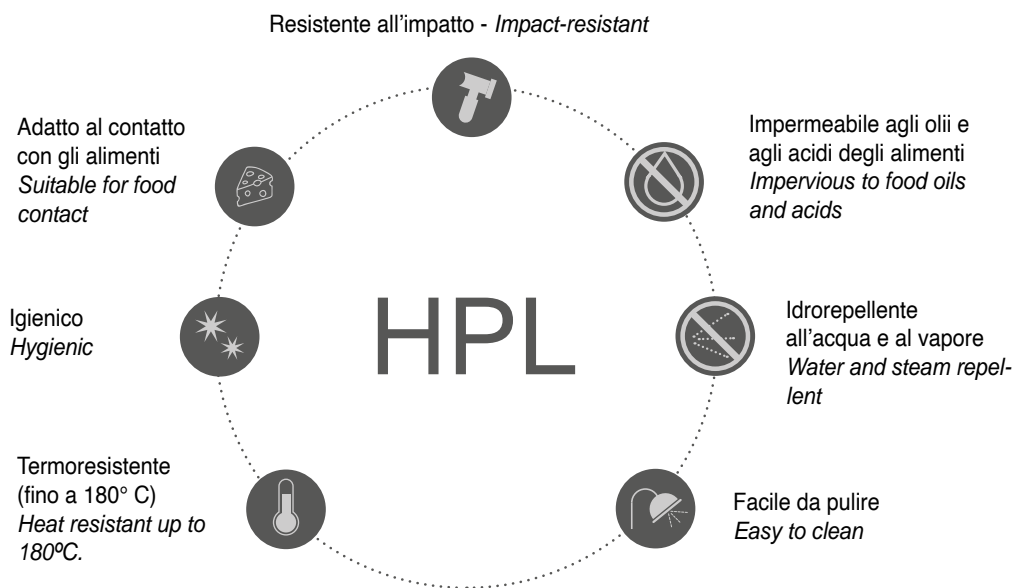 Resistente all'impatto - Impact-resistant
Adatto al contatto
con gli alimenti
Suitable for food
contact
Impermeabile agli olii e
agli acidi degli alimenti
Impervious to food oils
and acids
Igienico
Hygienic
HPL
Idrorepellente
all'acqua e al vapore
Water and steam repel-
lent
Termoresistente
(fino a 180° C)
Heat resistant up to
180ºC.
Facile da pulire
Easy to clean